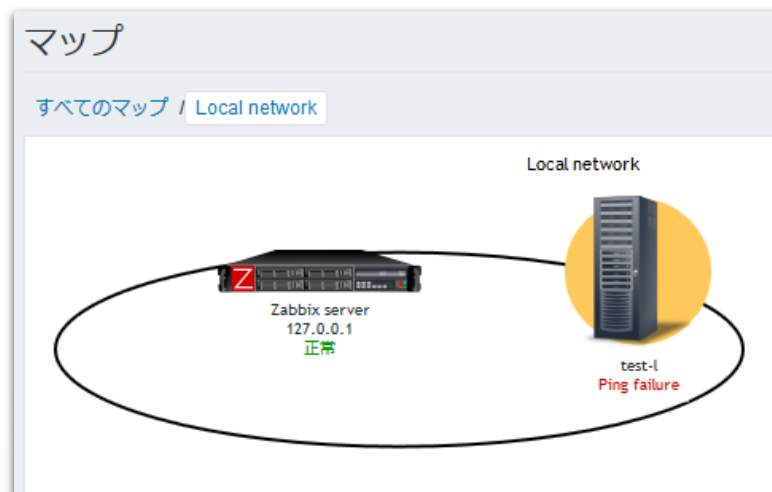 マップ
すべてのマップ / Local network
Local network
Z
Zabbix server
127.0.0.1
正常
test-l
Ping failure